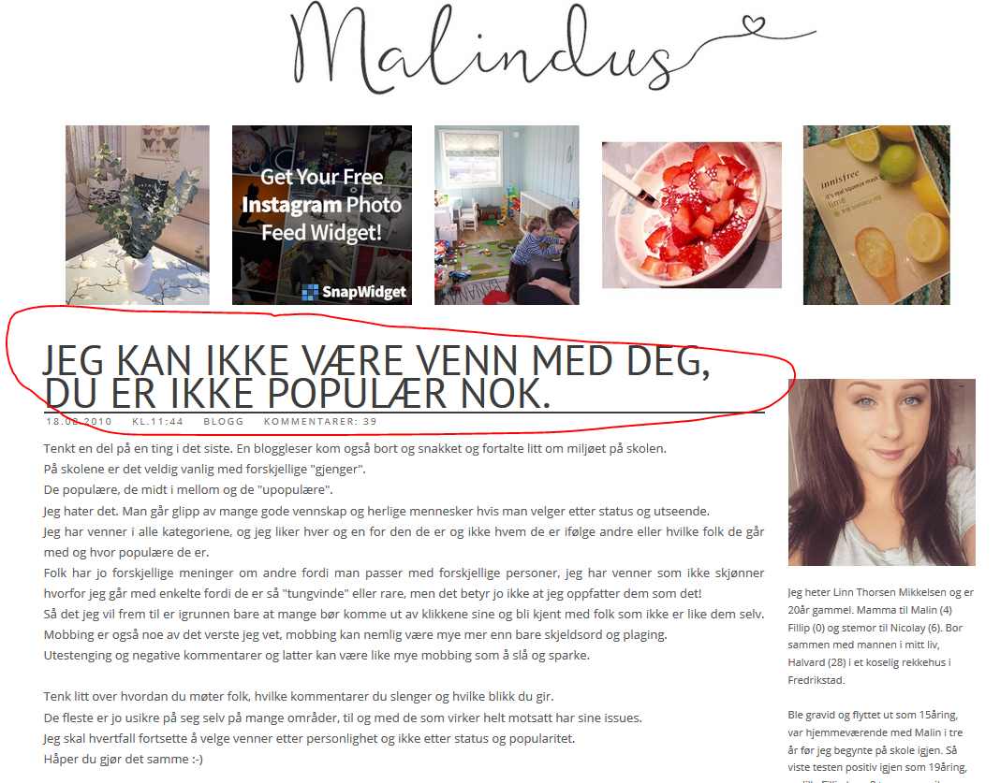 Malindus
Get Your Free
Instagram Photo
Feed Widget!
SnapWidget
innisfree
it's real squeeze mask
lime
JEG KAN IKKE VÆRE VENN MED DEG,
DU ER IKKE POPULÆR NOK.
18.08.2010 KL.11:44 BLOGG KOMMENTARER: 39
Tenkt en del på en ting i det siste. En bloggleser kom også bort og snakket og fortalte litt om miljøet på skolen.
På skolene er det veldig vanlig med forskjellige "gjenger".
De populære, de midt i mellom og de "upopulære".
Jeg hater det. Man går glipp av mange gode vennskap og herlige mennesker hvis man velger etter status og utseende.
Jeg har venner i alle kategoriene, og jeg liker hver og en for den de er og ikke hvem de er ifølge andre eller hvilke folk de går
med og hvor populære de er.
Folk har jo forskjellige meninger om andre fordi man passer med forskjellige personer, jeg har venner som ikke skjønner
hvorfor jeg går med enkelte fordi de er så "tungvinde" eller rare, men det betyr jo ikke at jeg oppfatter dem som det!
Så det jeg vil frem til er igrunnen bare at mange bør komme ut av klikkene sine og bli kjent med folk som ikke er like dem selv.
Mobbing er også noe av det verste jeg vet, mobbing kan nemlig være mye mer enn bare skjeldsord og plaging.
Utestenging og negative kommentarer og latter kan være like mye mobbing som å slå og sparke.
Tenk litt over hvordan du møter folk, hvilke kommentarer du slenger og hvilke blikk du gir.
De fleste er jo usikre på seg selv på mange områder, til og med de som virker helt motsatt har sine issues.
Jeg skal hvertfall fortsette å velge venner etter personlighet og ikke etter status og popularitet.
Håper du gjør det samme :-)
Jeg heter Linn Thorsen Mikkelsen og er
20år gammel. Mamma til Malin (4)
Fillip (0) og stemor til Nicolay (6). Bor
sammen med mannen i mitt liv,
Halvard (28) i et koselig rekkehus i
Fredrikstad.
Ble gravid og flyttet ut som 15åring,
var hjemmeværende med Malin i tre
år før jeg begynte på skole igjen. Så
viste testen positiv igjen som 19åring,